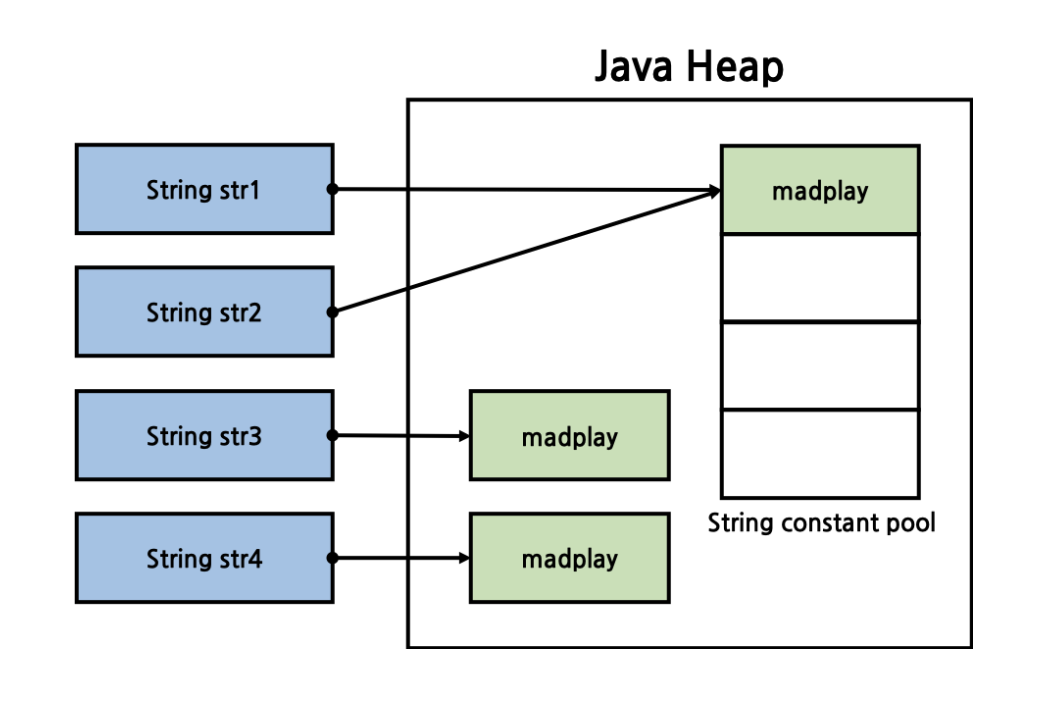 Java Heap
String str1
madplay
String str2
String str3
madplay
String constant pool
String str4
madplay